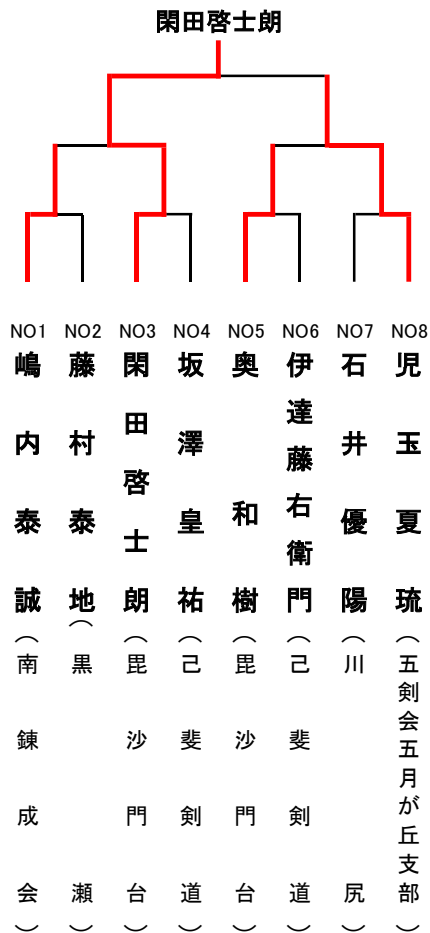 閑田啓士朗
NO1 NO2 NO3 NO4 NO5 NO6 NO7 NO8
嶋内泰誠（南錬成会）
藤村泰地（黒瀬）
閑田啓士朗（毘沙門台）
坂澤皇祐（己斐剣道）
奥和樹（毘沙門台）
伊達藤右衛門（己斐剣道）
石井優陽（川尻）
児玉夏琉（五剣会五月が丘支部）